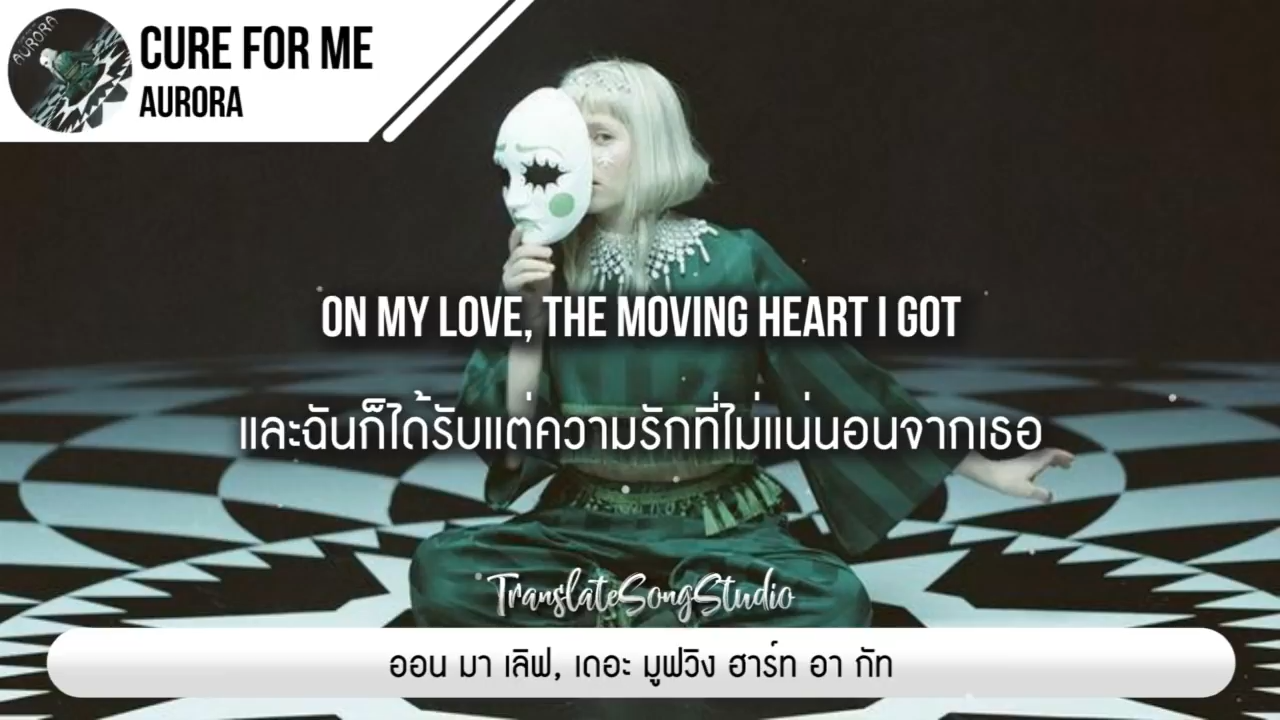 AURORA
CURE FOR ME
AURORA
ON MY LOVE, THE MOVING HEART I GOT
และฉันก็ได้รับแต่ความรักที่ไม่แน่นอนจากเธอ
TranslateSongStudio
ออน มา เลิฟ, เดอะ มูฟวิง ฮาร์ท อา กัท